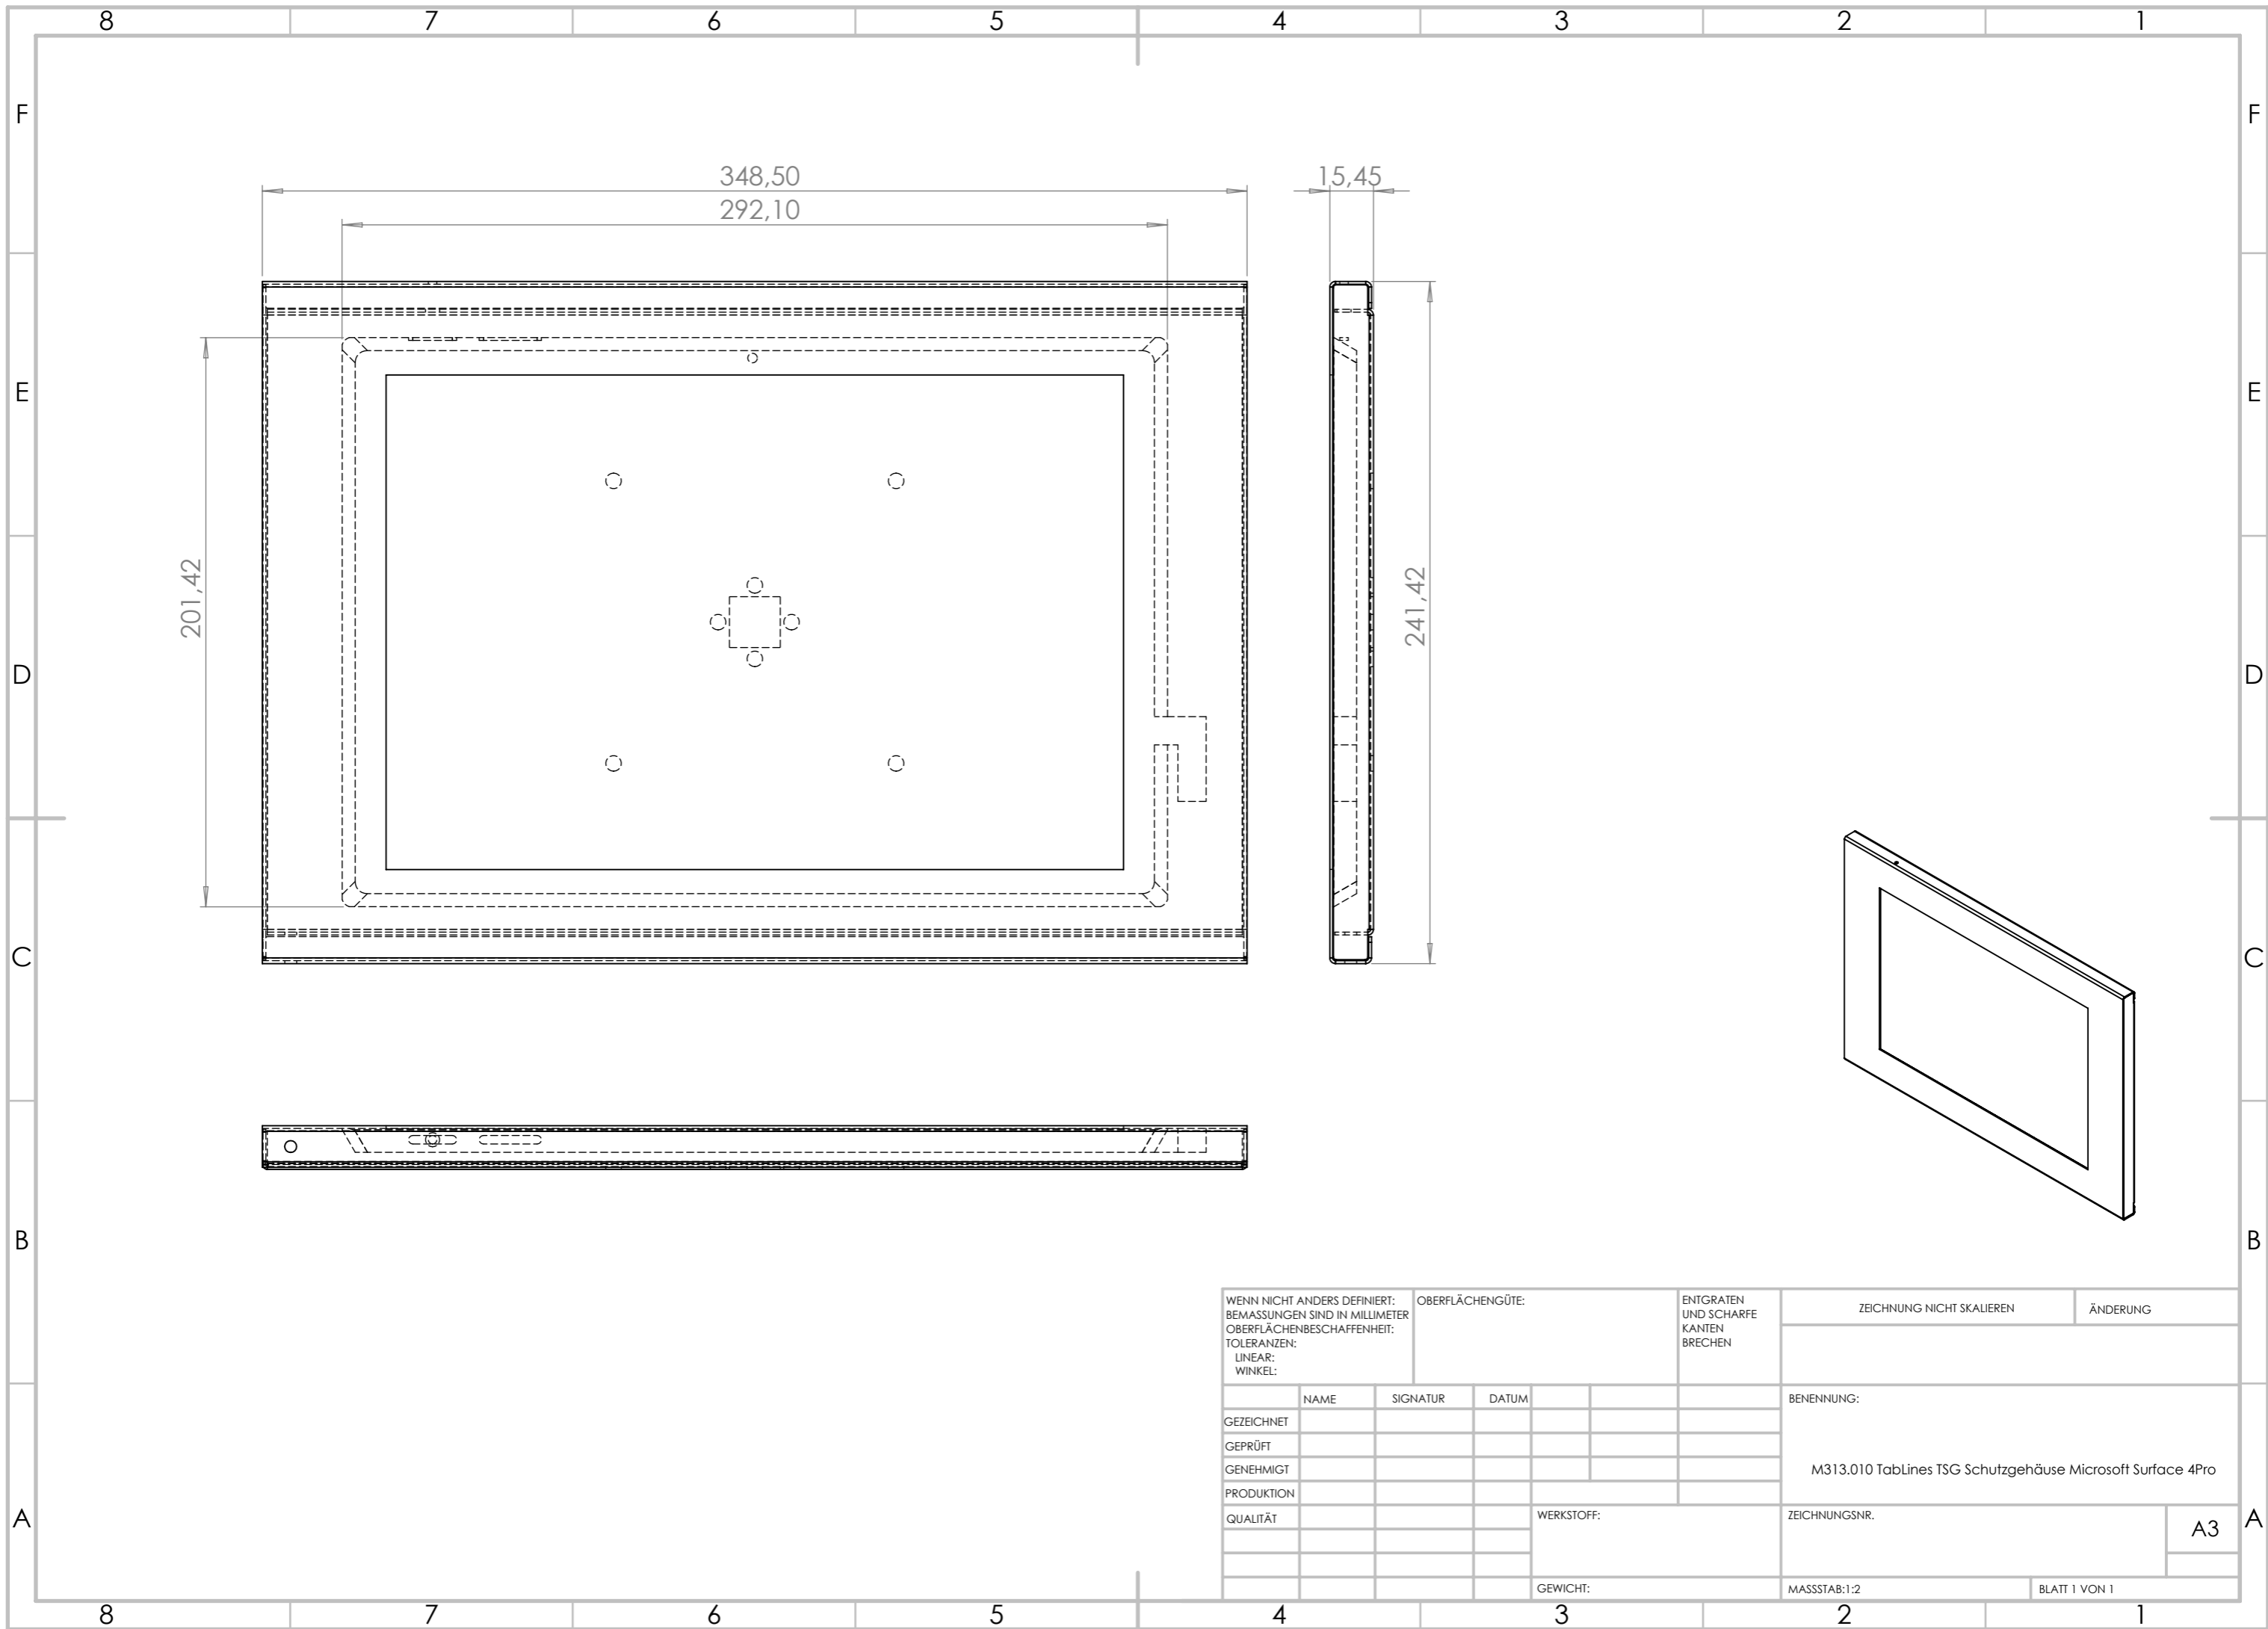 8 7 6 5 4 3 2 1
F F
348,50 15,45
292,10
E E
201,42 241,42
D D
C C
B B
WENN NICHT ANDERS DEFINIERT:
BEMASSUNGEN SIND IN MILLIMETER
OBERFLÄCHENBESCHAFFENHEIT:
TOLERANZEN:
LINEAR:
WINKEL:
OBERFLÄCHENGÜTE:
ENTGRATEN
UND SCHARFE
KANTEN
BRECHEN
ZEICHNUNG NICHT SKALIEREN
ÄNDERUNG
NAME SIGNATUR DATUM
GEZEICHNET
GEPRÜFT
GENEHMIGT
PRODUKTION
QUALITÄT
BENENNUNG:
M313.010 TabLines TSG Schutzgehäuse Microsoft Surface 4Pro
WERKSTOFF:
ZEICHNUNGSNR.
A3
A A
GEWICHT:
MASSSTAB:1:2
BLATT 1 VON 1
8 7 6 5 4 3 2 1